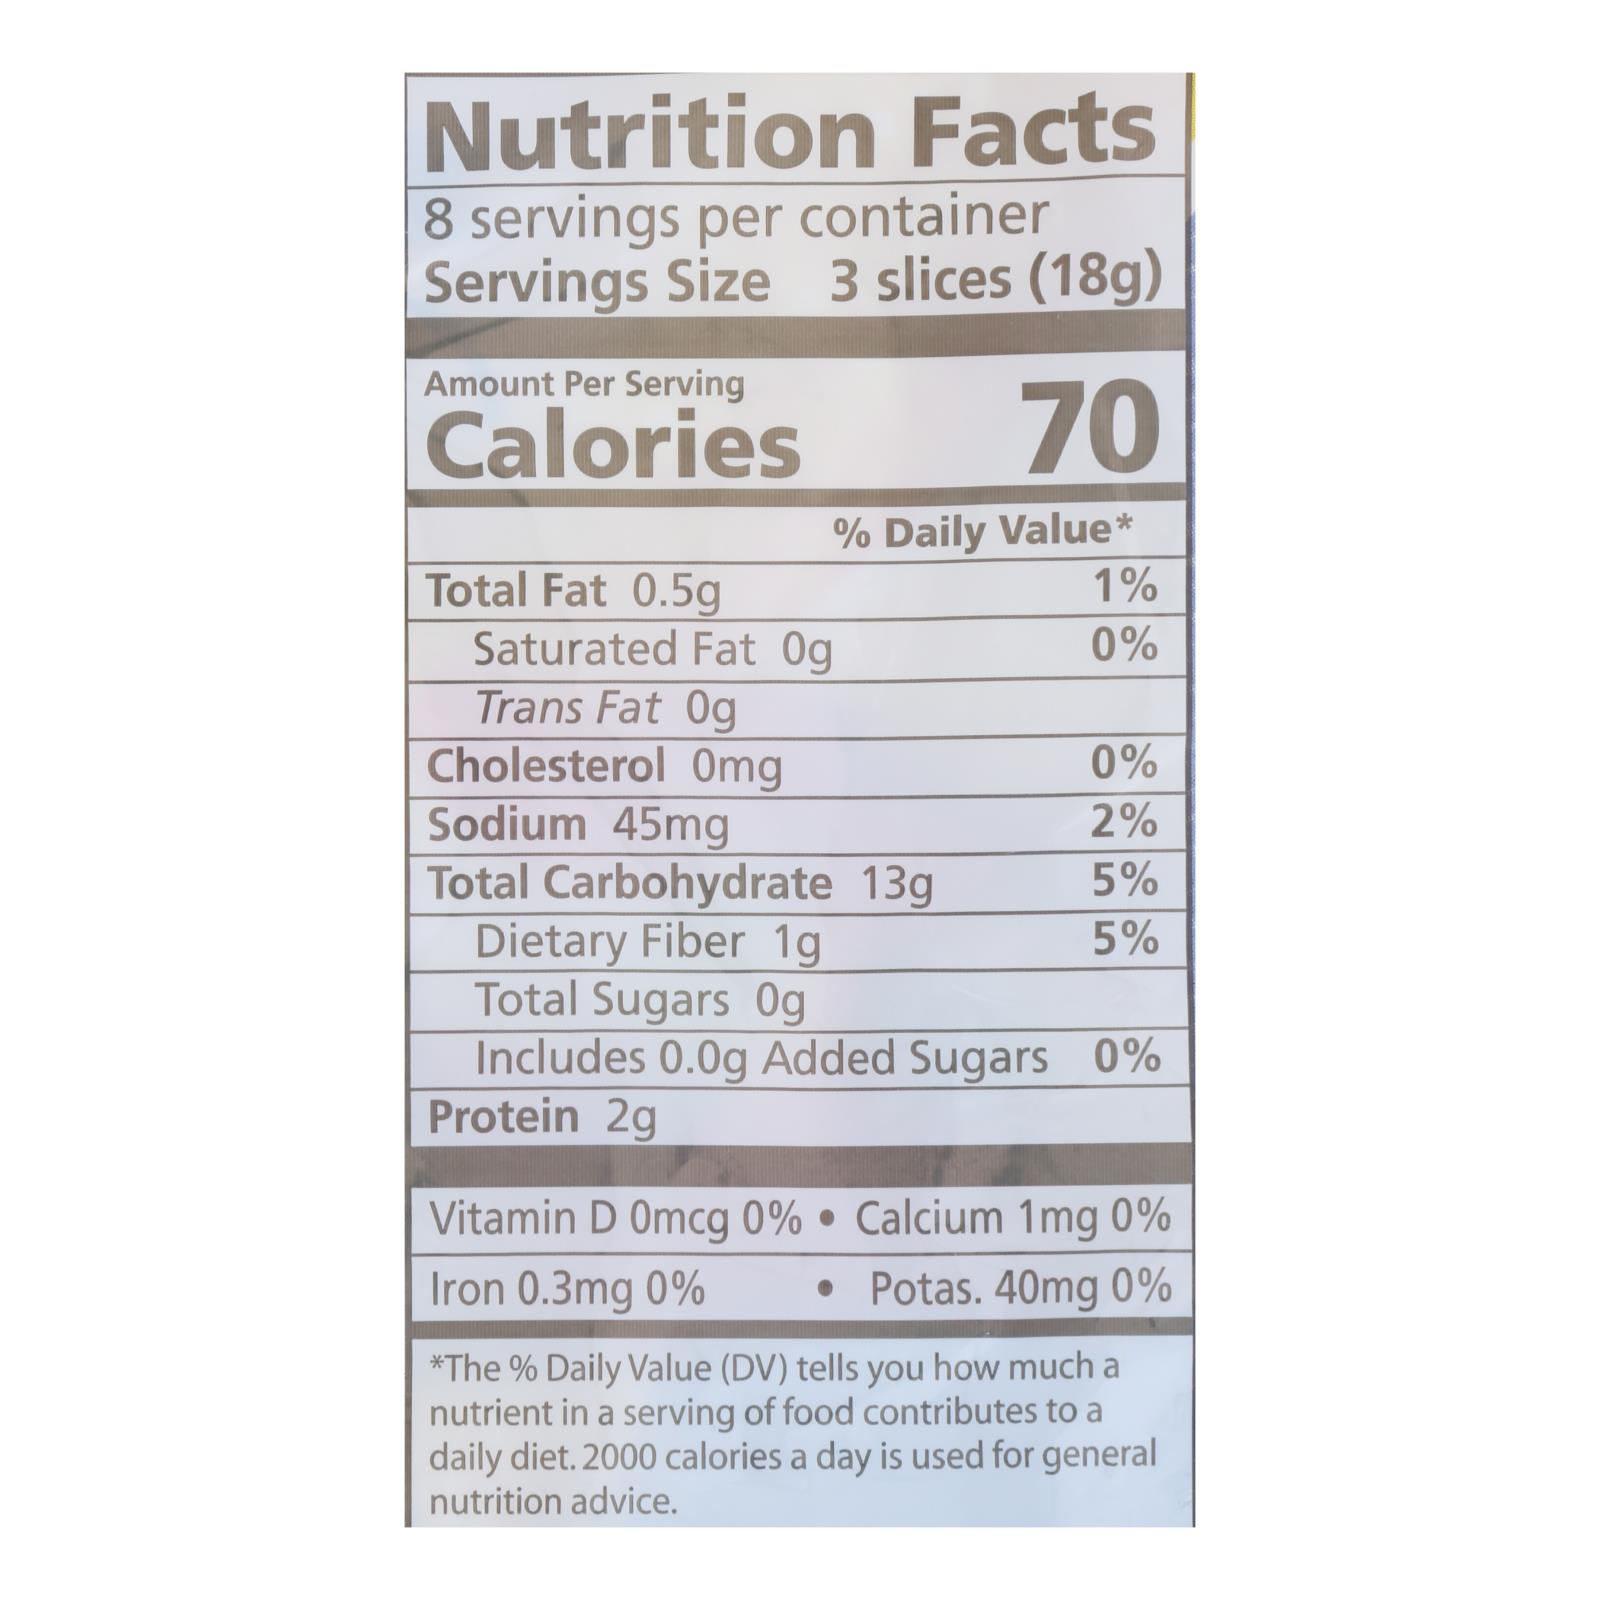 Nutrition Facts
8 servings per container
Servings Size 3 slices (18g)
Amount Per Serving
Calories 70
% Daily Value*
Total Fat 0.5g 1%
Saturated Fat 0g 0%
Trans Fat 0g
Cholesterol 0mg 0%
Sodium 45mg 2%
Total Carbohydrate 13g 5%
Dietary Fiber 1g 5%
Total Sugars 0g
Includes 0.0g Added Sugars 0%
Protein 2g
Vitamin D 0mcg 0% • Calcium 1mg 0%
Iron 0.3mg 0% • Potas. 40mg 0%
*The % Daily Value (DV) tells you how much a
nutrient in a serving of food contributes to a
daily diet. 2000 calories a day is used for general
nutrition advice.